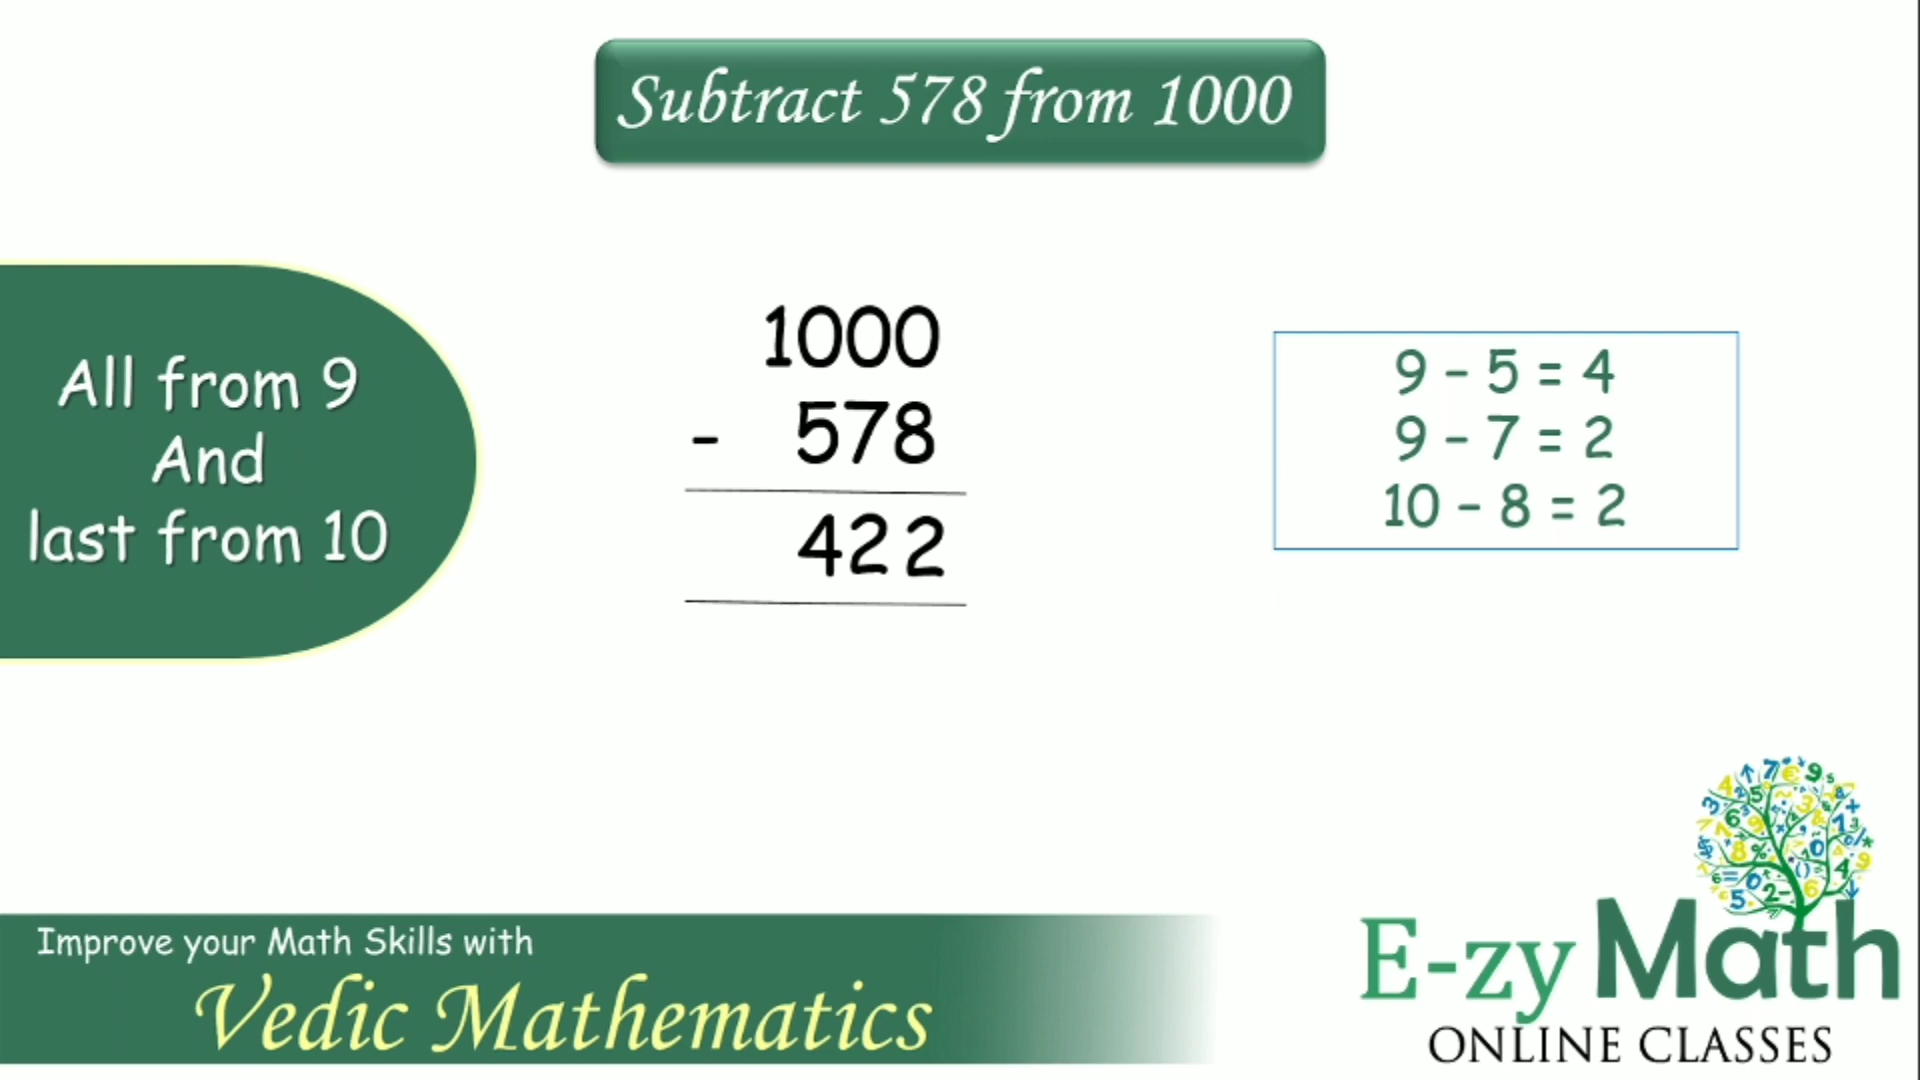 Subtract 578 from 1000
All from 9
And
last from 10
1000
- 578
422
9 - 5 = 4
9 - 7 = 2
10 - 8 = 2
Improve your Math Skills with
Vedic Mathematics
E-zy Math
ONLINE CLASSES